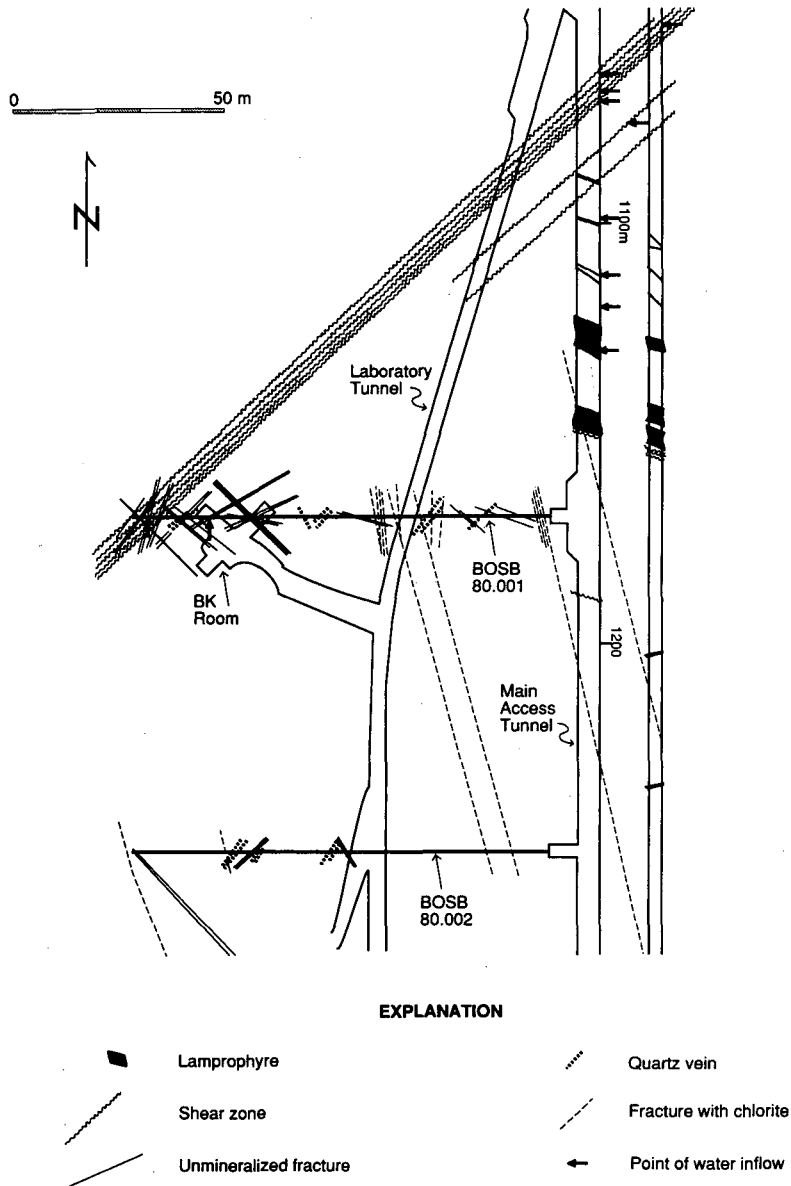 0 50 m
N
1100m
Laboratory
Tunnel
BOSB
80.001
BK
Room
1200
Main
Access
Tunnel
BOSB
80.002
EXPLANATION
Lamprophyre
Quartz vein
Shear zone
Fracture with chlorite
Unmineralized fracture
Point of water inflow